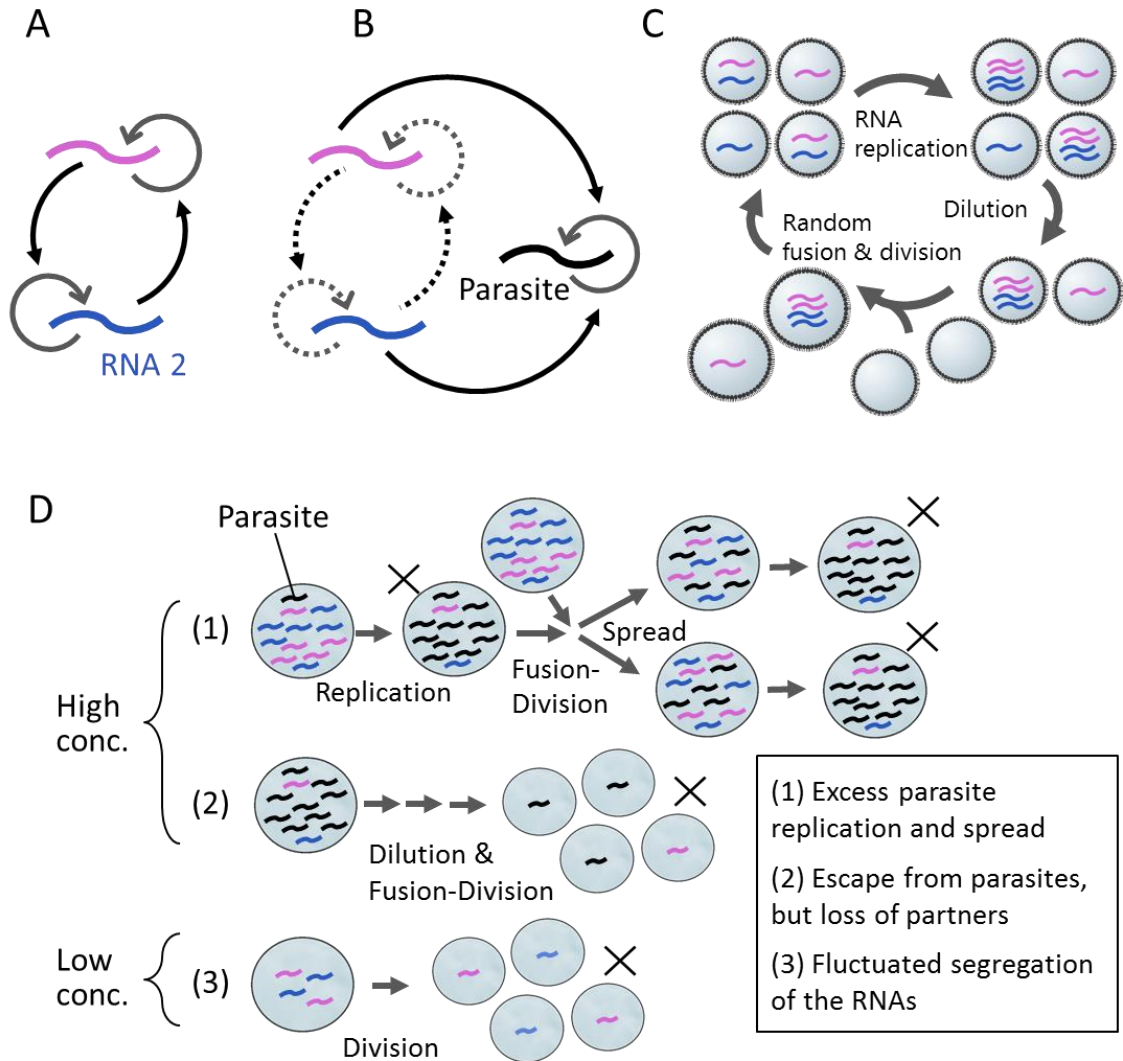 A
B
C
RNA 2
Parasite
RNA
replication
Dilution
Random
fusion & division
D
Parasite
High
conc.
(1)
Replication
Fusion-
Division
Spread
(2)
Dilution &
Fusion-Division
Low
conc.
(3)
Division
(1) Excess parasite
replication and spread
(2) Escape from parasites,
but loss of partners
(3) Fluctuated segregation
of the RNAs